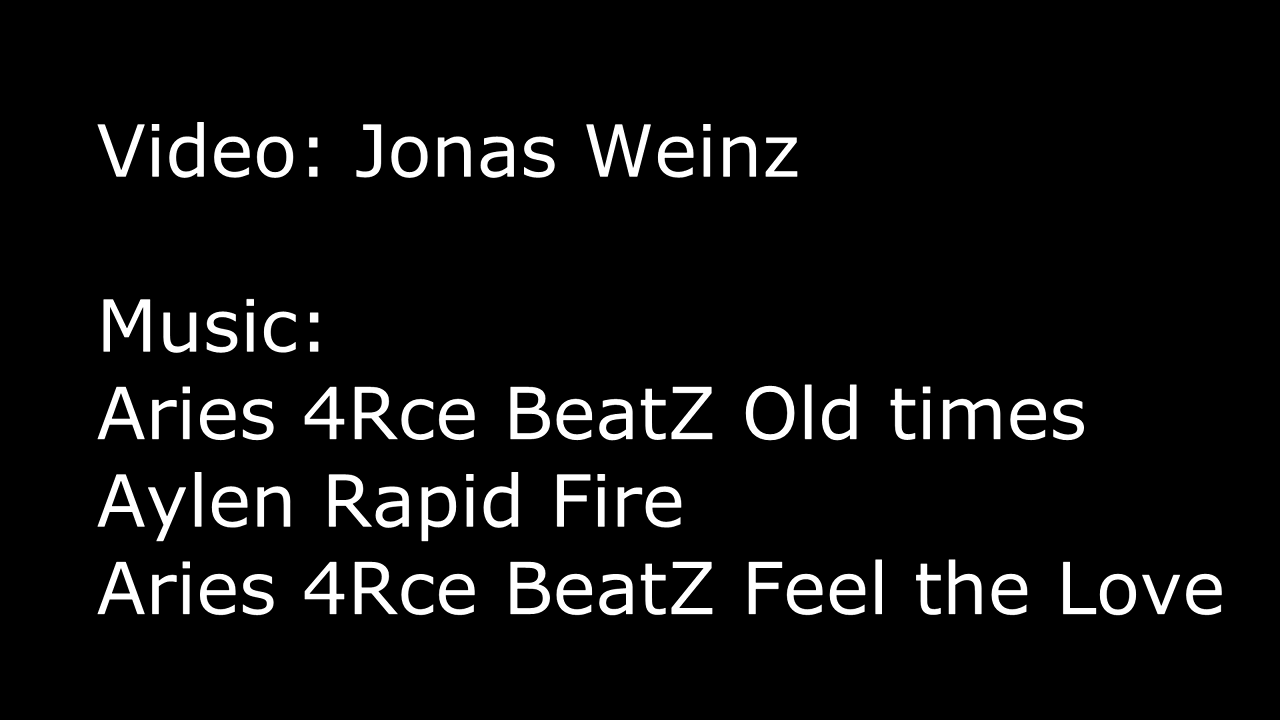 Video: Jonas Weinz
Music:
Aries 4Rce BeatZ Old times
Aylen Rapid Fire
Aries 4Rce BeatZ Feel the Love